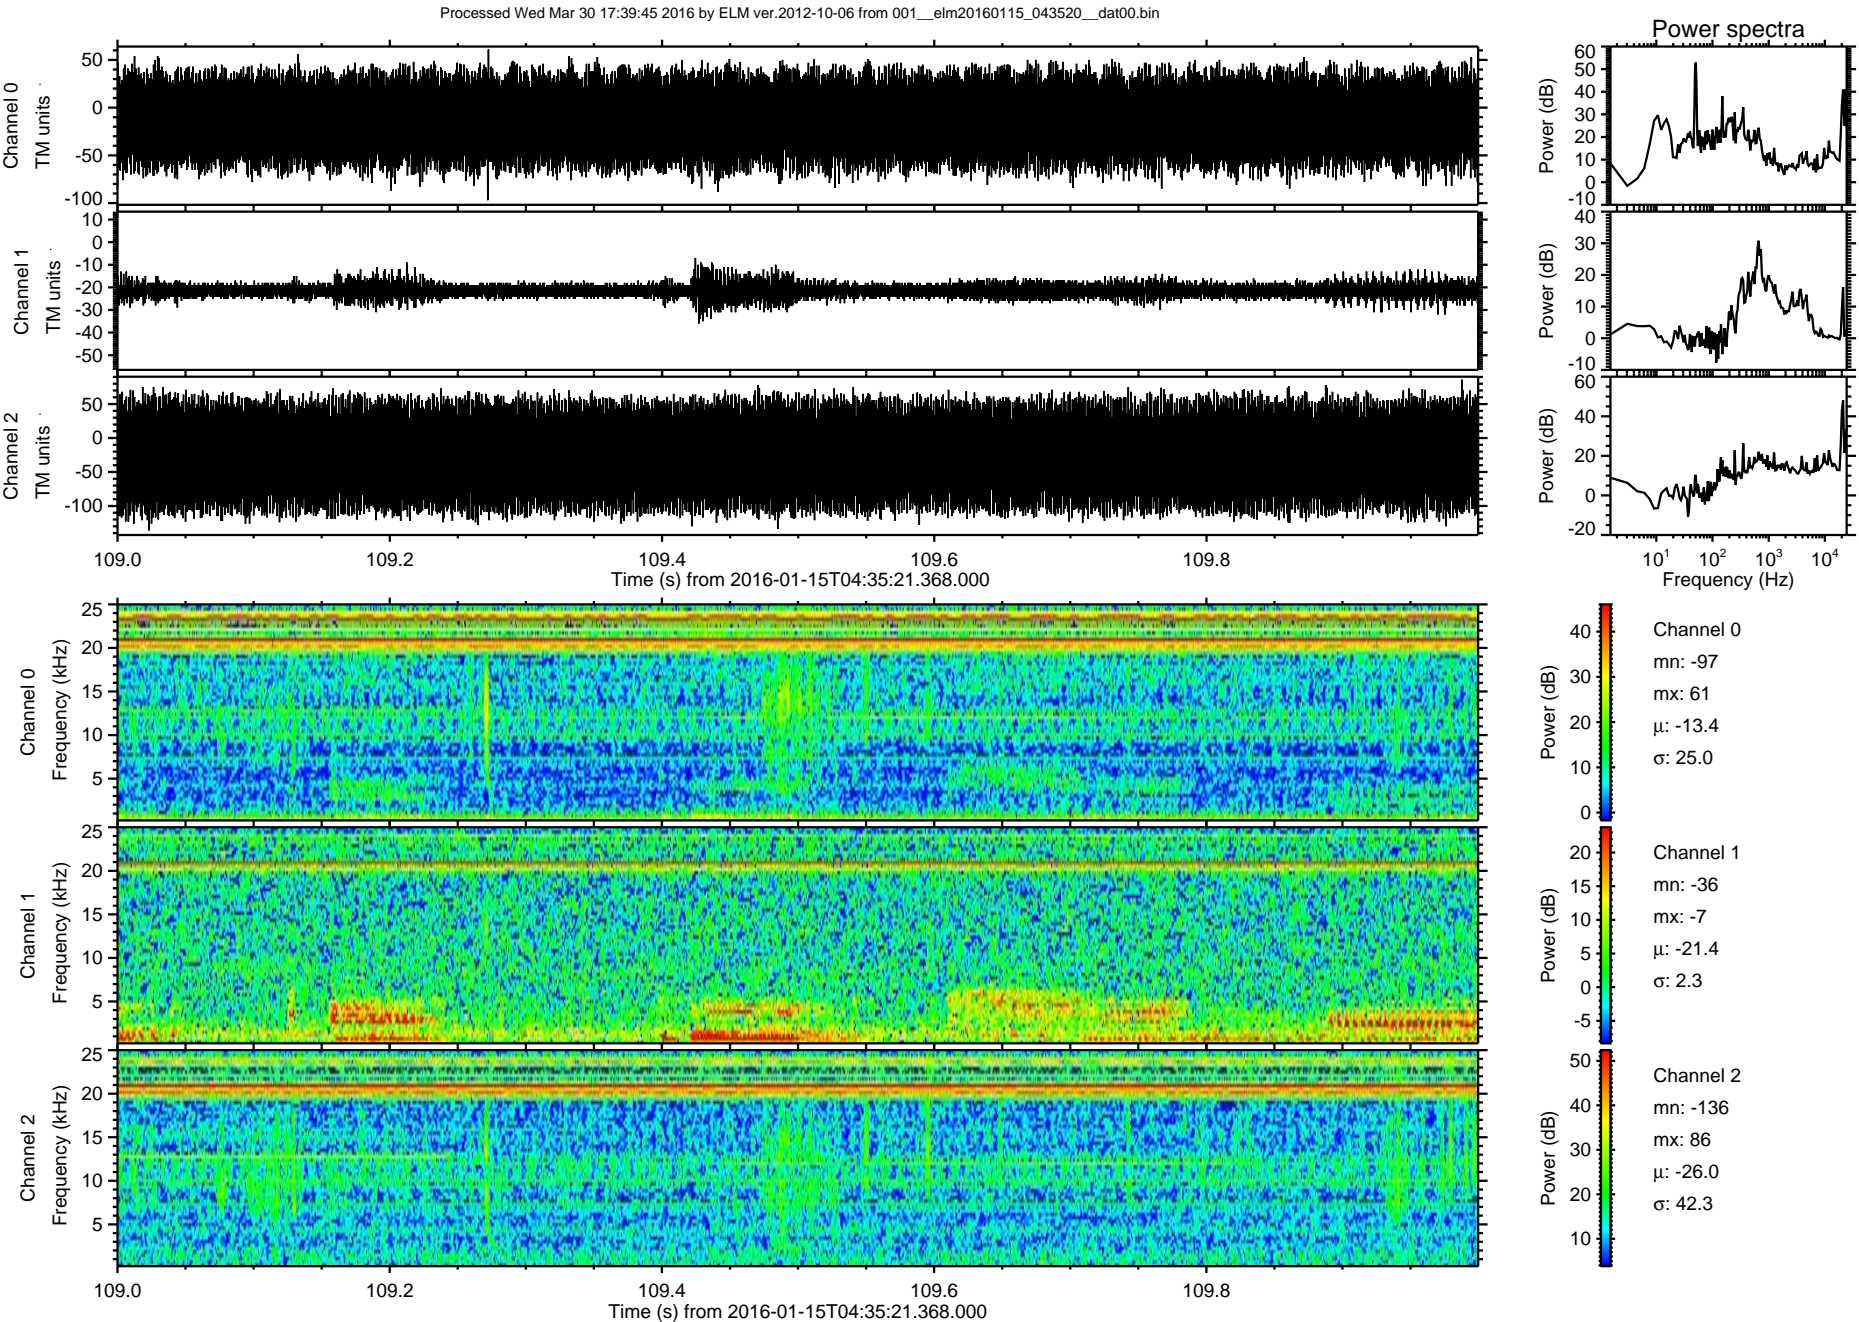 Processed Wed Mar 30 17:39:45 2016 by ELM ver.2012-10-06 from 001__elm20160115_043520__dat00.bin
Power spectra
Channel 0
TM units
50
0
-50
-100
Power (dB)
60
50
40
30
20
10
0
-10
Channel 1
TM units
10
0
-10
-20
-30
-40
-50
Power (dB)
40
30
20
10
0
-10
Channel 2
TM units
50
0
-50
-100
Power (dB)
60
40
20
0
-20
109.0 109.2 109.4 109.6 109.8
Time (s) from 2016-01-15T04:35:21.368.000
10¹ 10² 10³ 10⁴
Frequency (Hz)
Channel 0
Frequency (kHz)
25
20
15
10
5
Power (dB)
40
30
20
10
0
Channel 0
mn: -97
mx: 61
μ: -13.4
σ: 25.0
Channel 1
Frequency (kHz)
25
20
15
10
5
Power (dB)
20
15
10
5
0
-5
Channel 1
mn: -36
mx: -7
μ: -21.4
σ: 2.3
Channel 2
Frequency (kHz)
25
20
15
10
5
Power (dB)
50
40
30
20
10
Channel 2
mn: -136
mx: 86
μ: -26.0
σ: 42.3
109.0 109.2 109.4 109.6 109.8
Time (s) from 2016-01-15T04:35:21.368.000